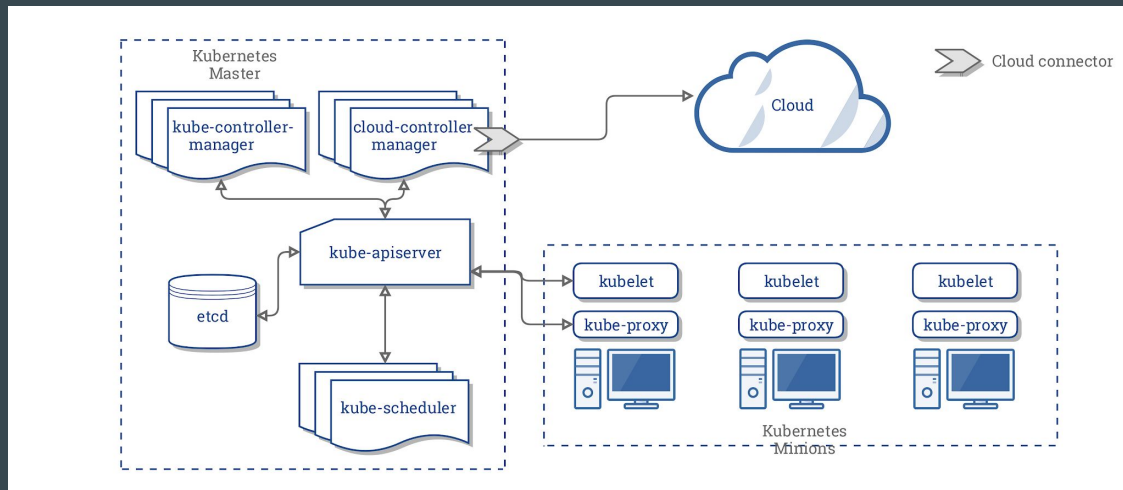 Kubernetes
Master
kube-controller-
manager
cloud-controller
manager
Cloud
Cloud connector
kube-apiserver
etcd
kube-scheduler
kubelet
kubelet
kubelet
kube-proxy
kube-proxy
kube-proxy
Kubernetes
Minions